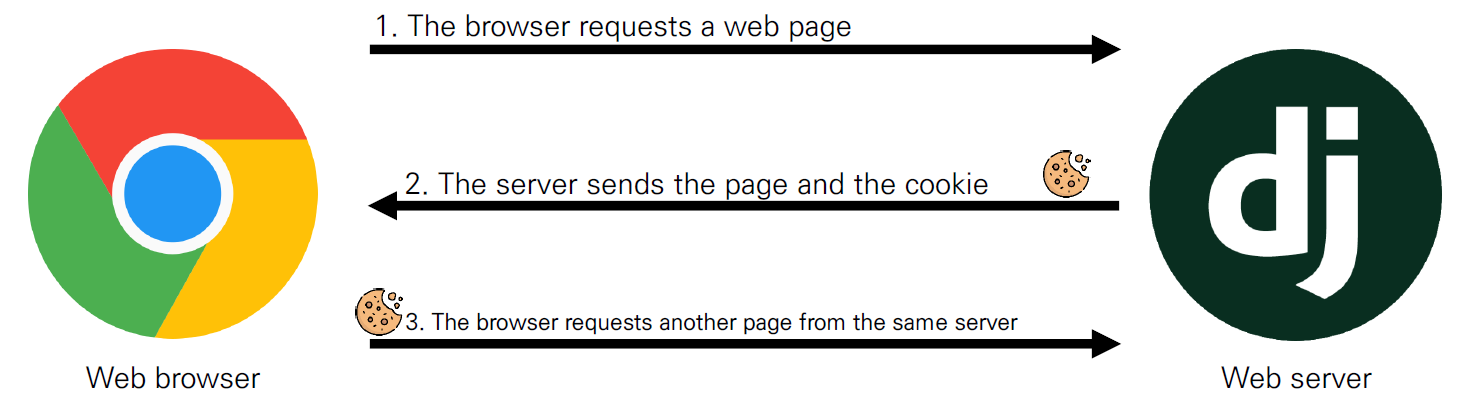 1. The browser requests a web page
dj
2. The server sends the page and the cookie
3. The browser requests another page from the same server
Web browser
Web server